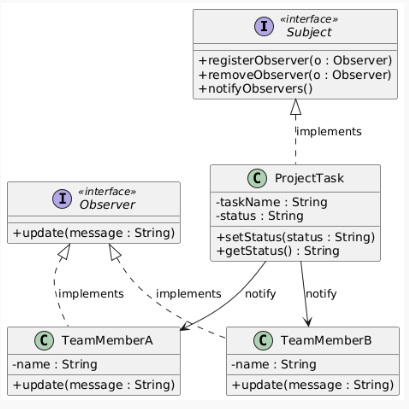 I
«interface»
Subject
+registerObserver(o : Observer)
+removeObserver(o : Observer)
+notifyObservers()
implements
C ProjectTask
-taskName : String
-status : String
+setStatus(status : String)
+getStatus() : String
I
«interface»
Observer
+update(message : String)
implements
implements
notify
notify
C TeamMemberA
-name : String
+update(message : String)
C TeamMemberB
-name : String
+update(message : String)